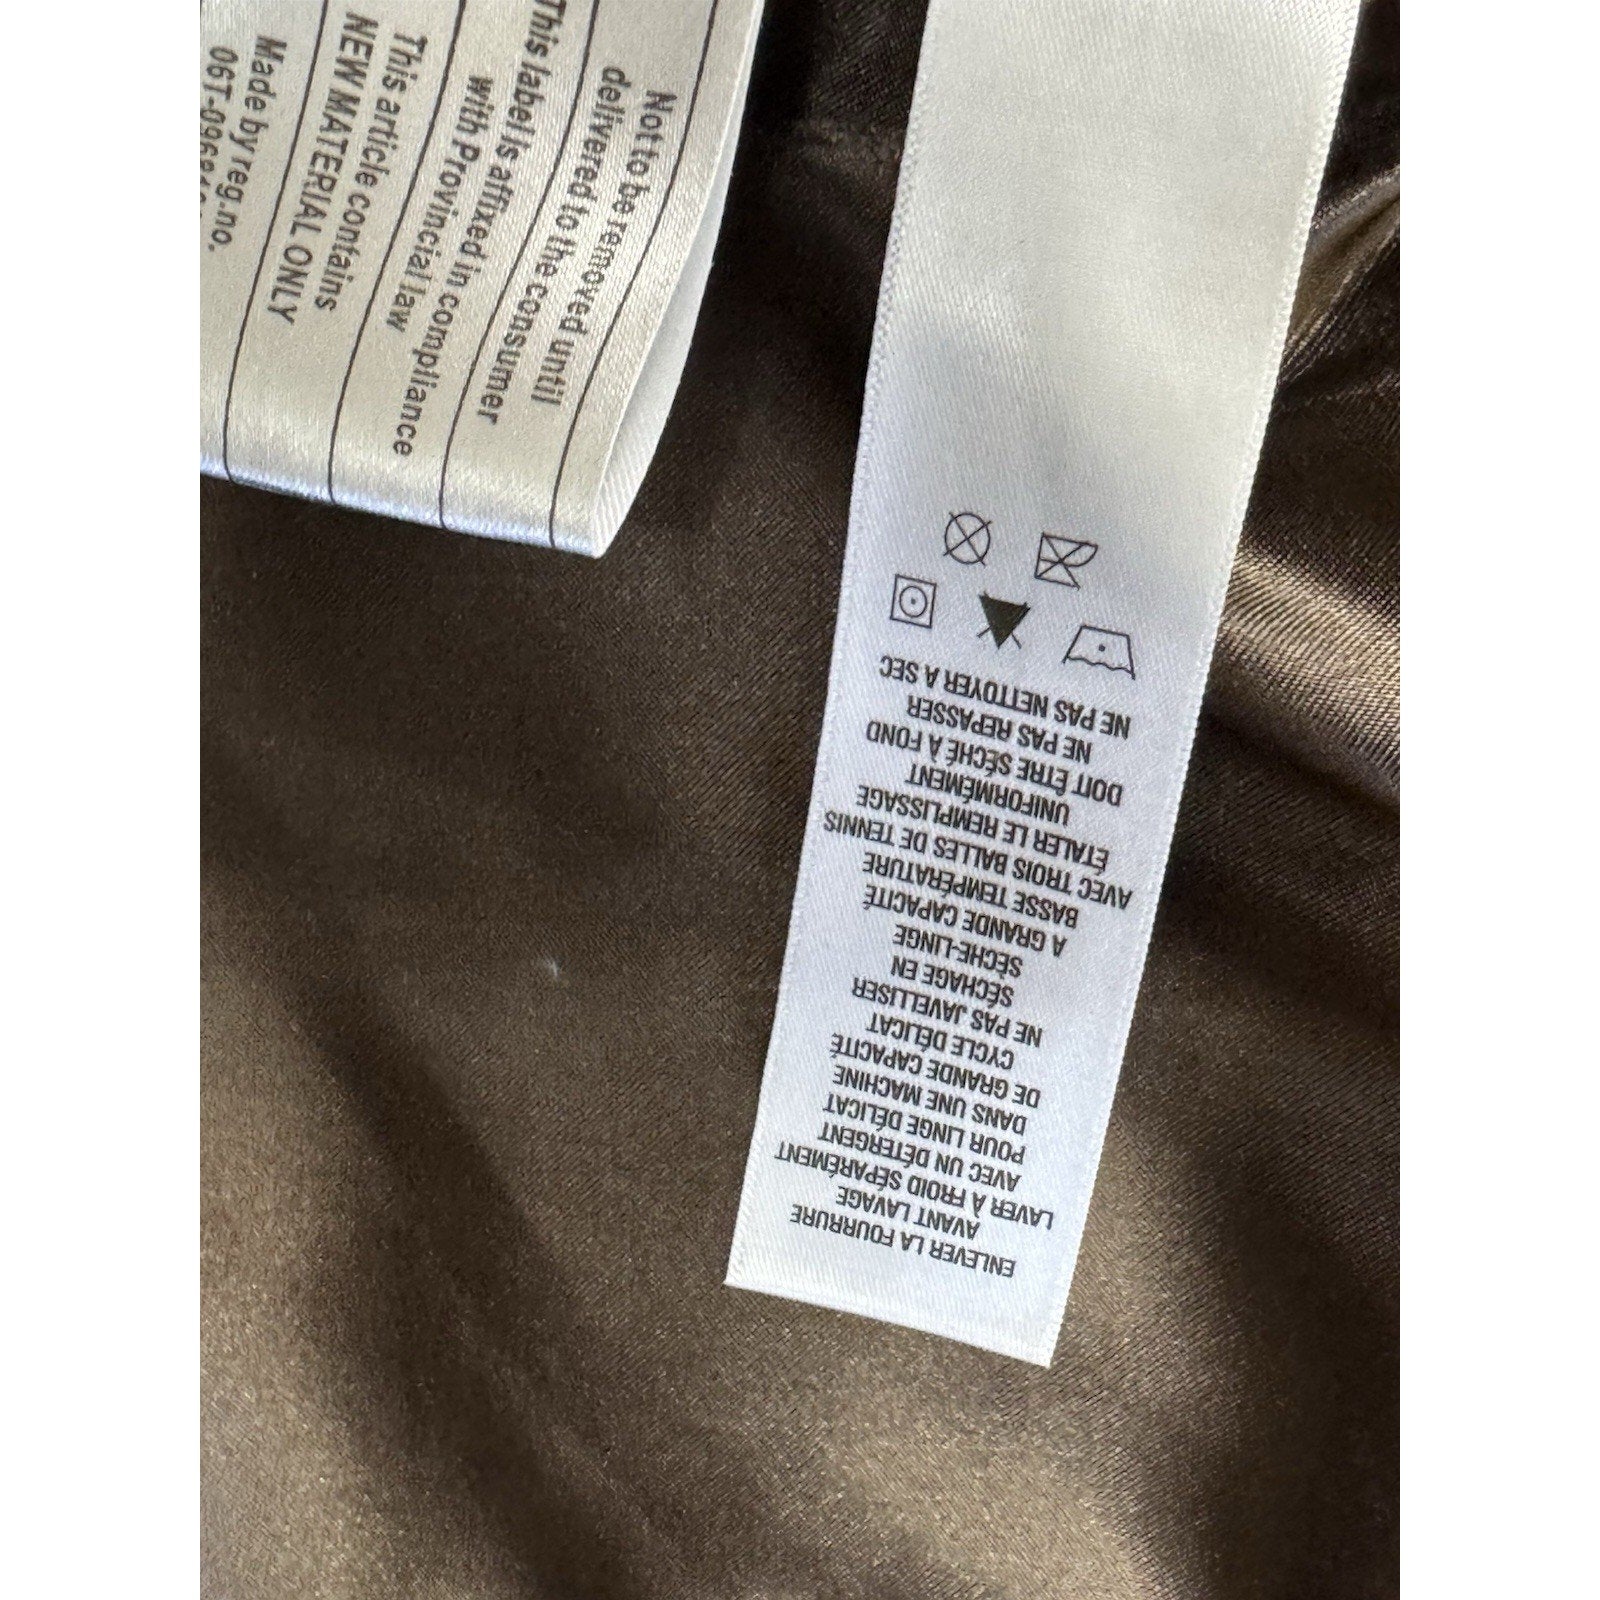 Not to be removed until
delivered to the consumer
This label is affixed in compliance
with Provincial law
This article contains
NEW MATERIAL ONLY
Made by reg. no.
ENLEVER LA FOURRURE
AVANT LAVAGE
LAVER À FROID SÉPARÉMENT
AVEC UN DÉTERGENT
POUR LINGE DÉLICAT
DANS UNE MACHINE
DE GRANDE CAPACITÉ
CYCLE DÉLICAT
NE PAS JAVELLISER
SÉCHAGE EN
SÈCHE-LINGE
A GRANDE CAPACITÉ
BASSE TEMPÉRATURE
AVEC TROIS BALLES DE TENNIS
ÉTALER LE REMPLISSAGE
UNIFORMÉMENT
DOIT ÊTRE SÉCHÉ À FOND
NE PAS REPASSER
NE PAS NETTOYER A SEC